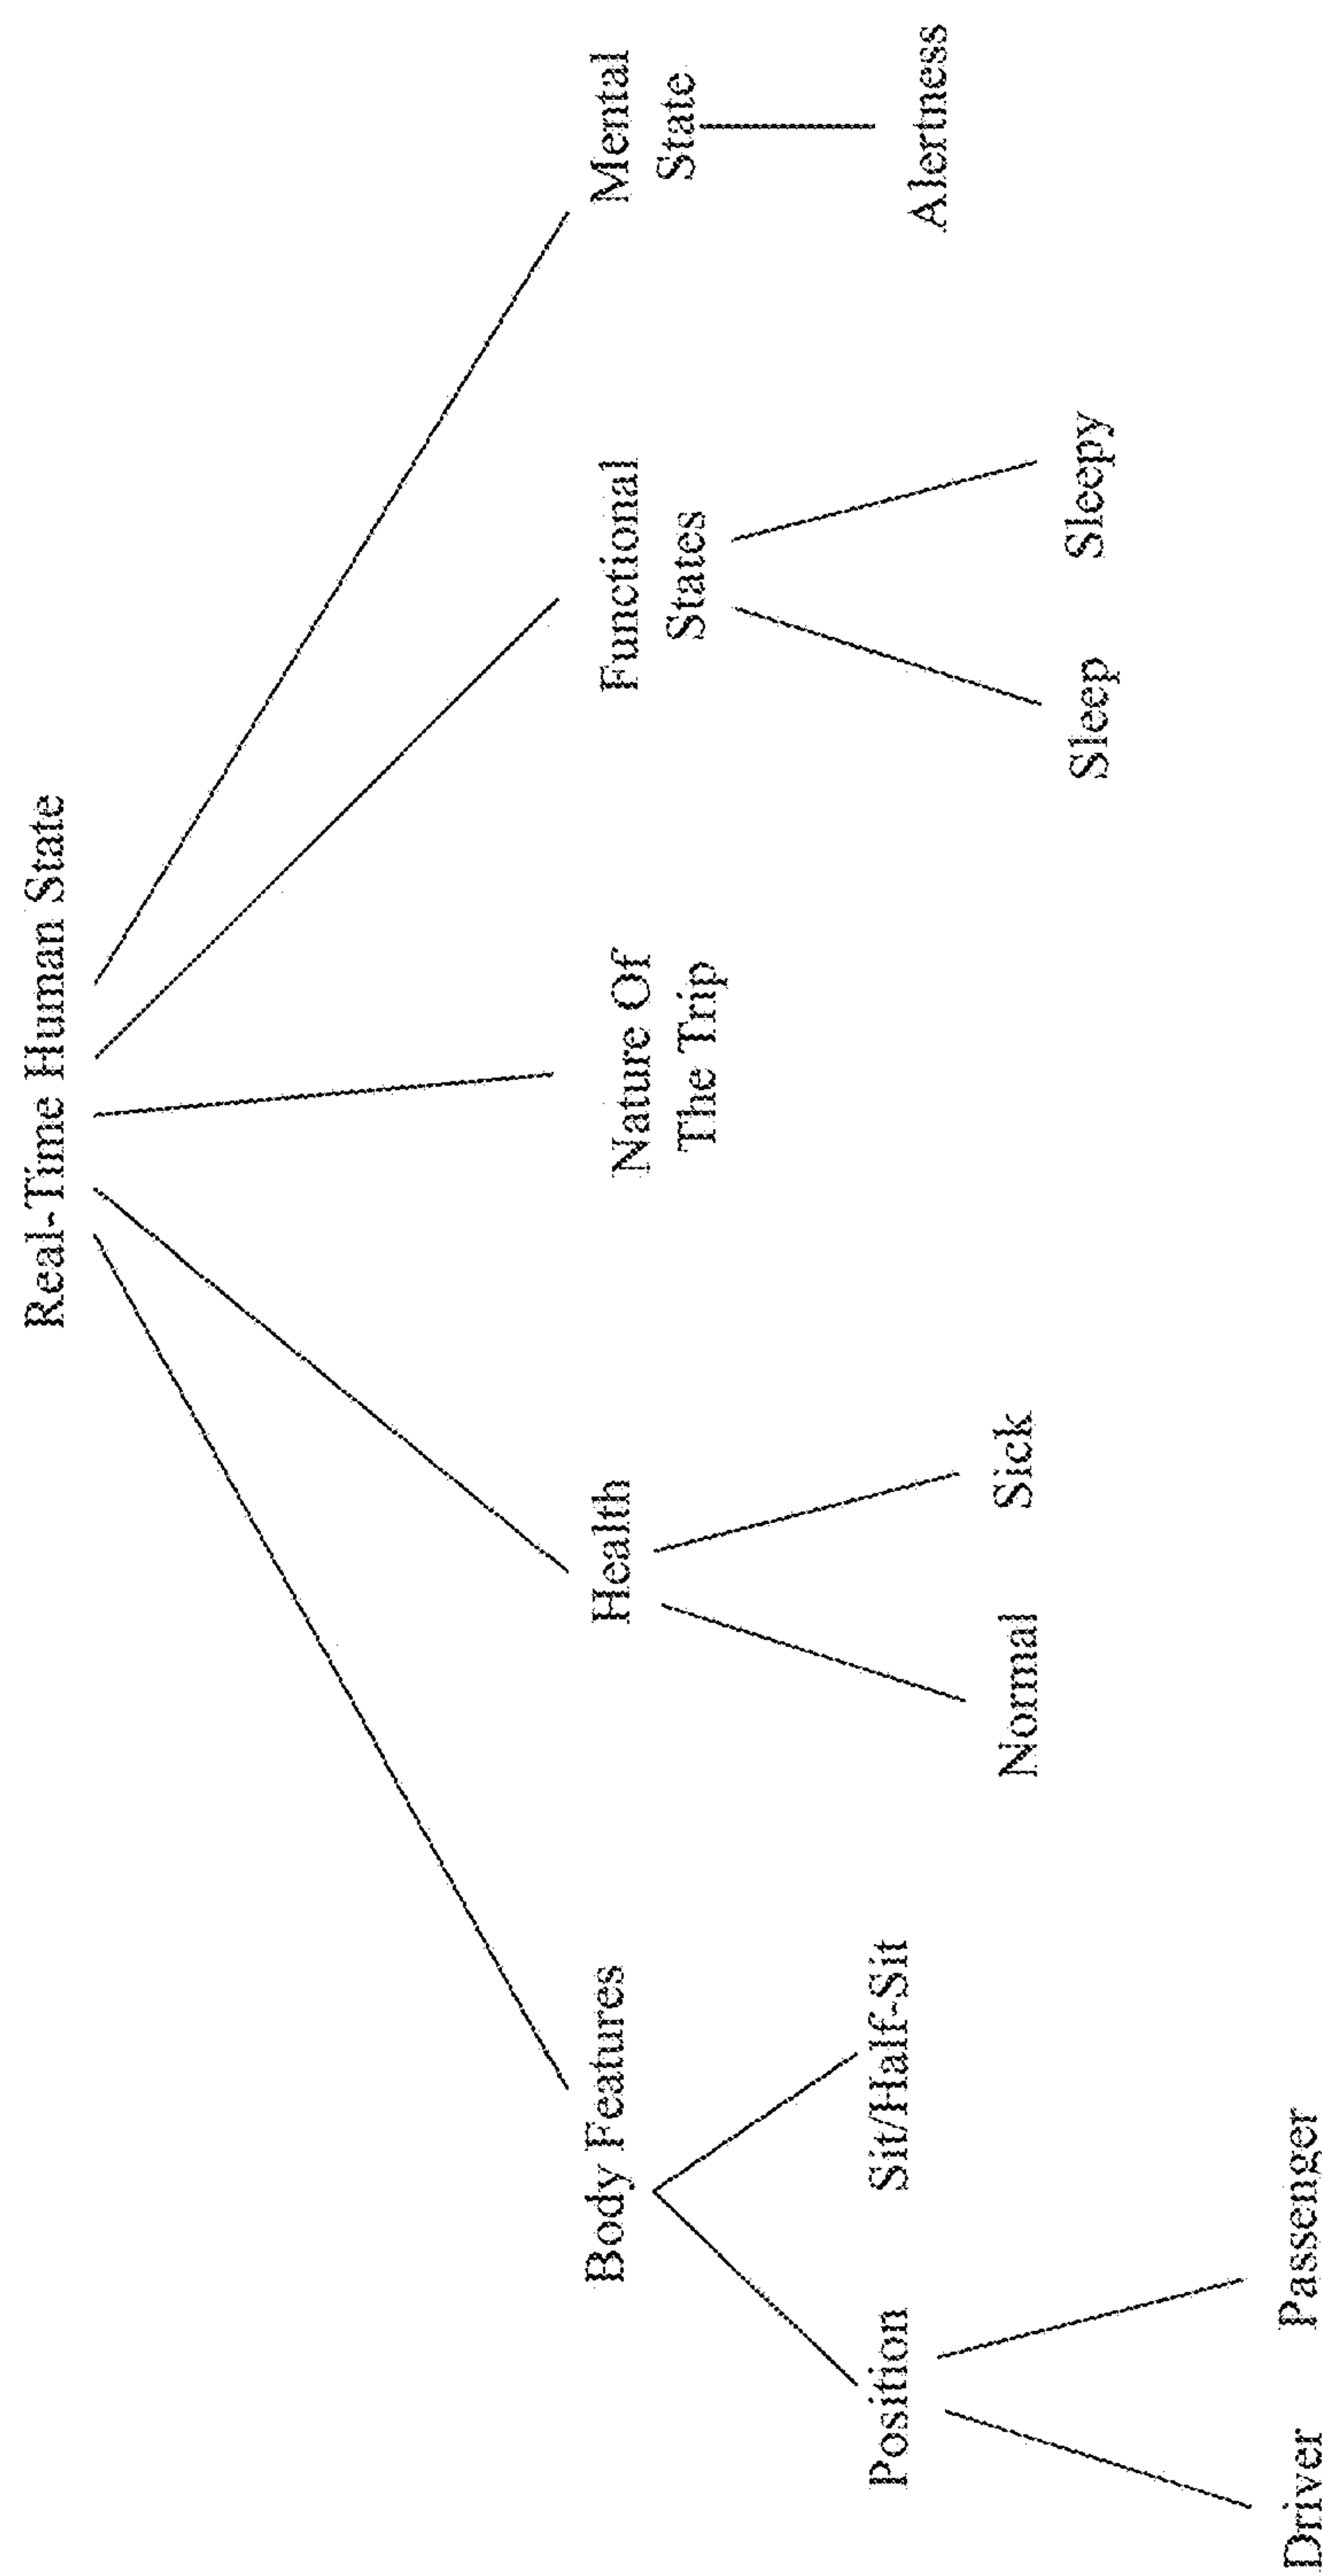 Real-Time Human State
Body Features
Health
Nature Of
The Trip
Functional
States
Mental
State
Position
Sit/Half-Sit
Normal
Sick
Sleep
Sleepy
Alertness
Driver
Passenger